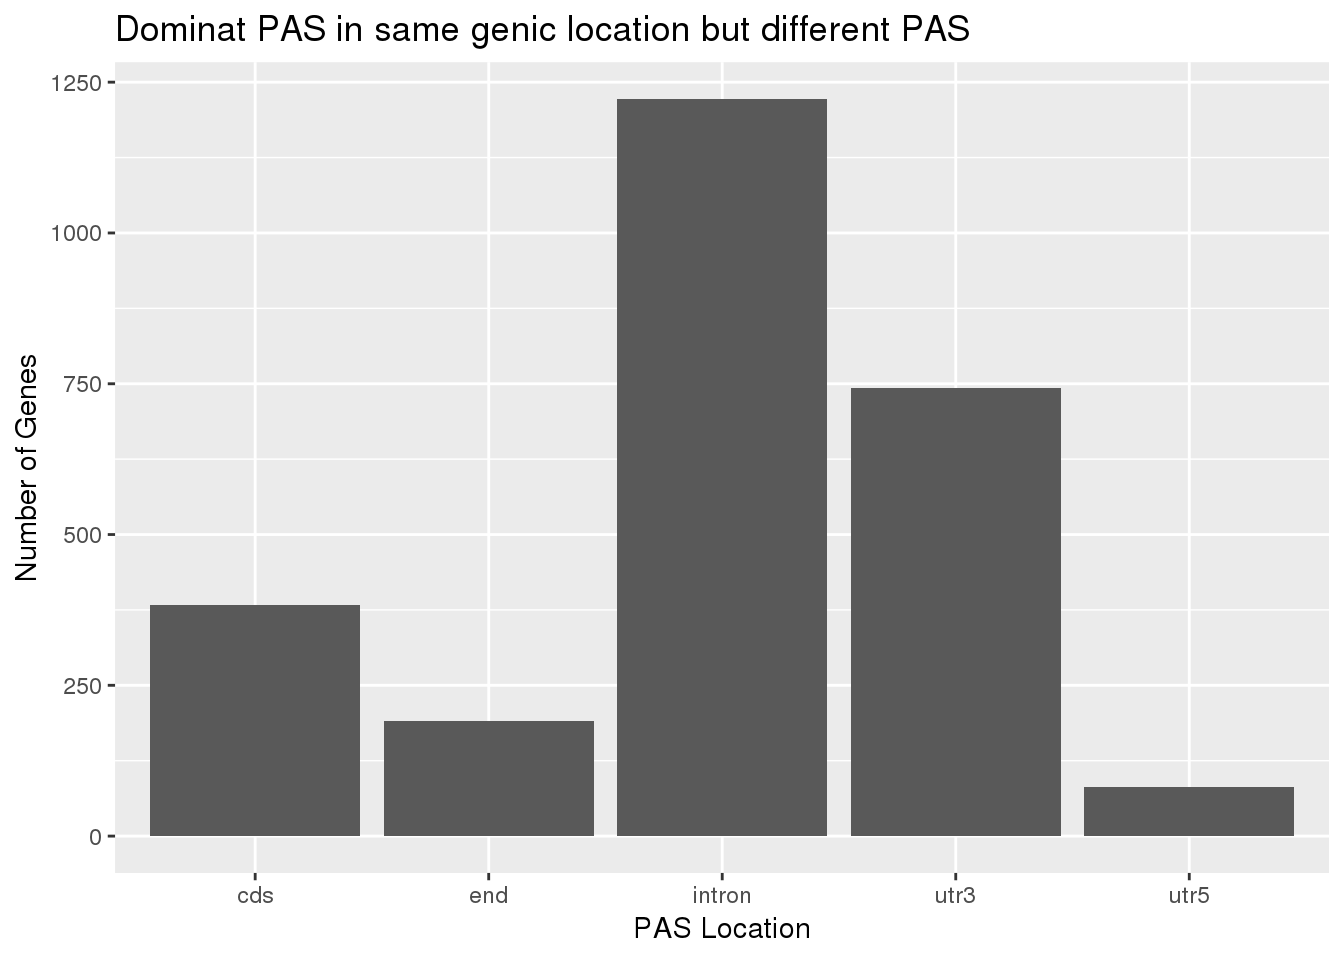 Dominat PAS in same genic location but different PAS
1250
1000
750
500
250
0
Number of Genes
cds end intron utr3 utr5
PAS Location